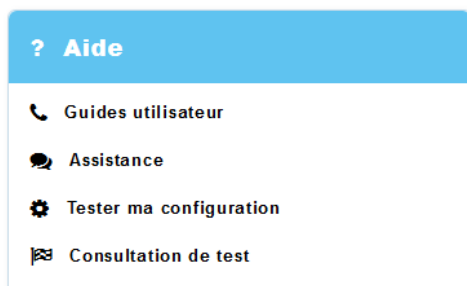 ? Aide
Guides utilisateur
Assistance
Tester ma configuration
Consultation de test